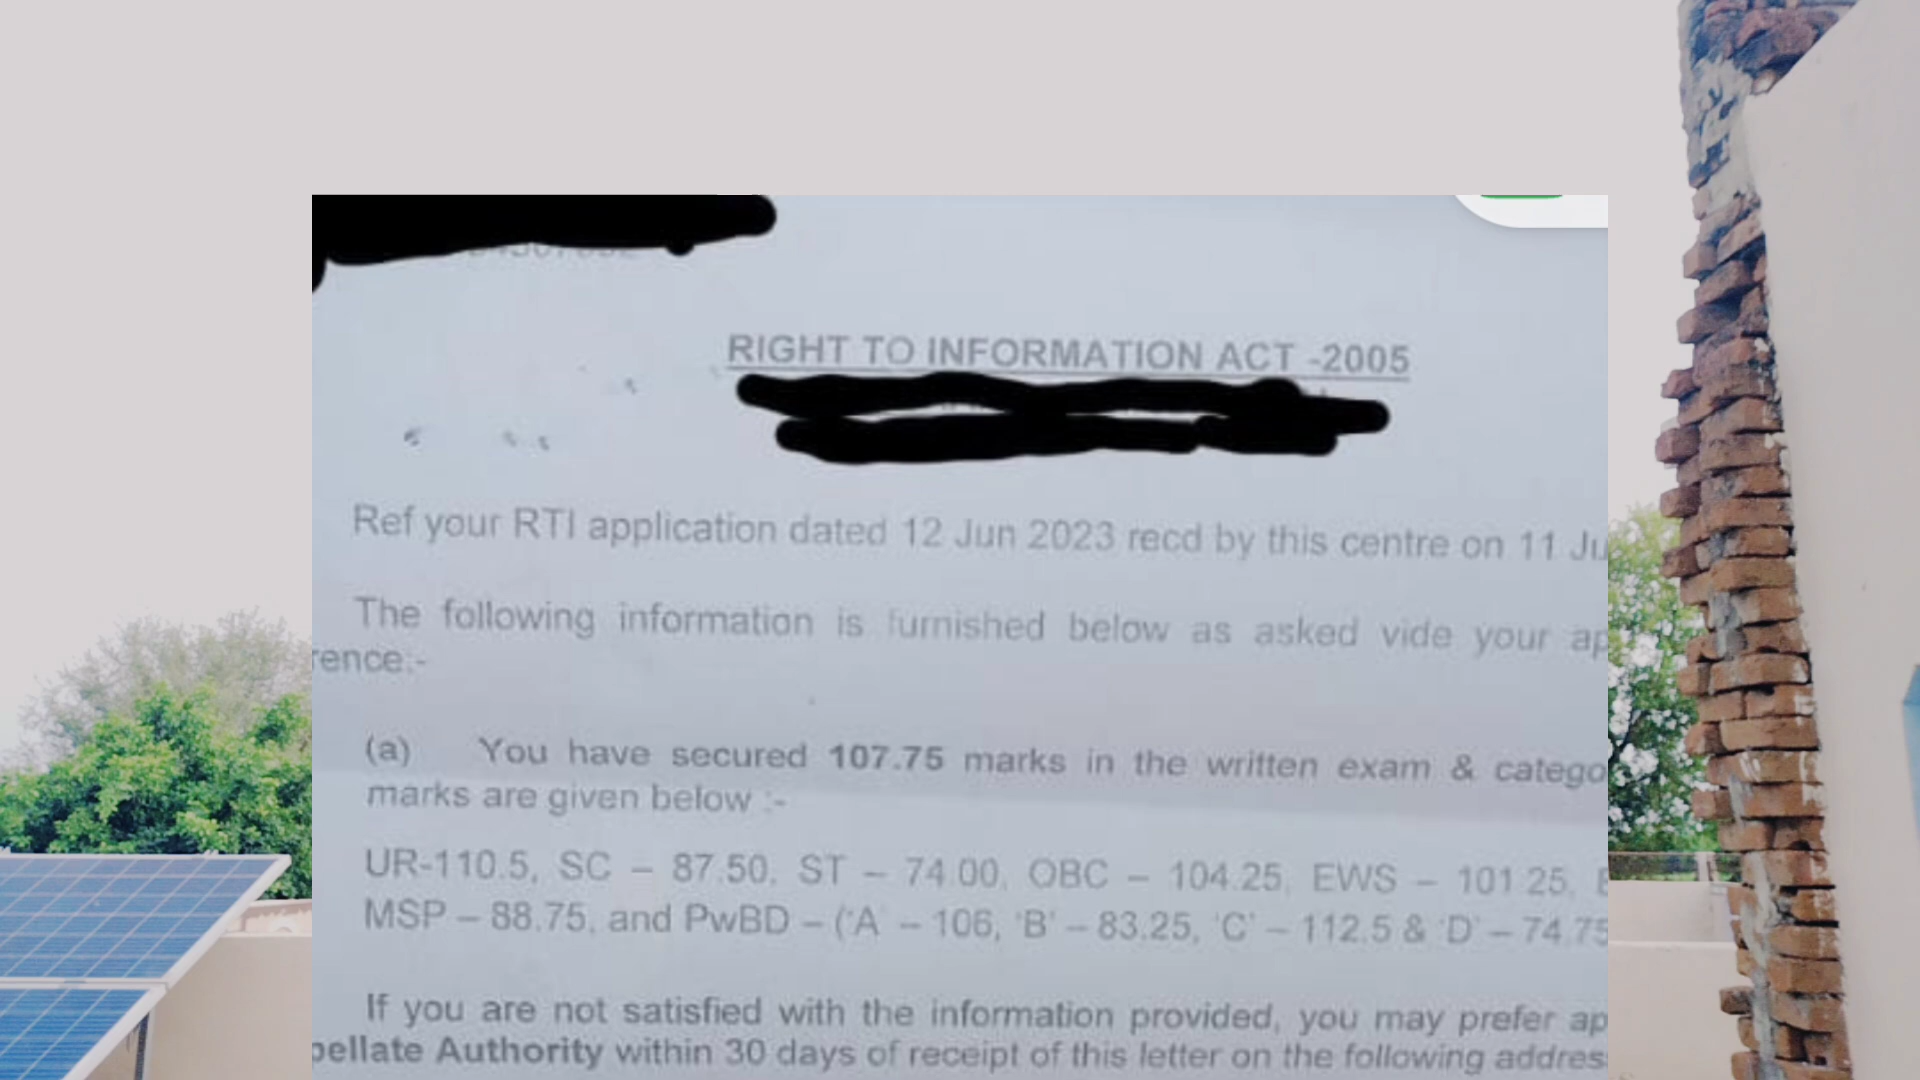 RIGHT TO INFORMATION ACT -2005
Ref your RTI application dated 12 Jun 2023 recd by this centre on 11
The following information is furnished below as asked vide your
rence:-
(a) You have secured 107.75 marks in the written exam &
marks are given below :-
UR-110.5, SC – 87.50, ST – 74.00, OBC – 104.25, EWS – 101.25,
MSP – 88.75, and PwBD – ('A' – 106, 'B' – 83.25, 'C' – 112.5 & 'D' – 74.75
If you are not satisfied with the information provided, you may prefer
pellate Authority within 30 days of receipt of this letter on the following addres